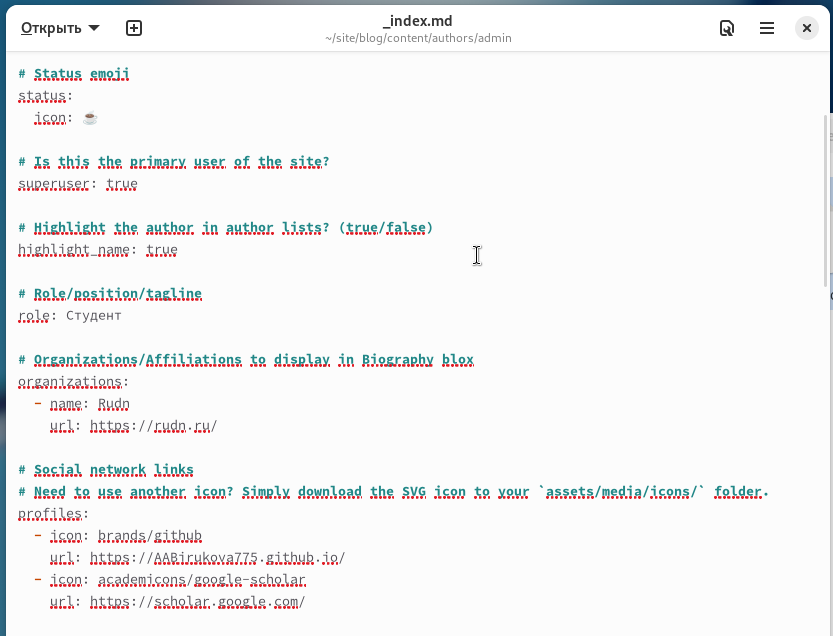 Открыть
_index.md
~/site/blog/content/authors/admin
# Status emoji
status:
  icon: ☕
# Is this the primary user of the site?
superuser: true
# Highlight the author in author lists? (true/false)
highlight_name: true
# Role/position/tagline
role: Студент
# Organizations/Affiliations to display in Biography blox
organizations:
  - name: Rudn
    url: https://rudn.ru/
# Social network links
# Need to use another icon? Simply download the SVG icon to your `assets/media/icons/` folder.
profiles:
  - icon: brands/github
    url: https://AABirukova775.github.io/
  - icon: academicons/google-scholar
    url: https://scholar.google.com/